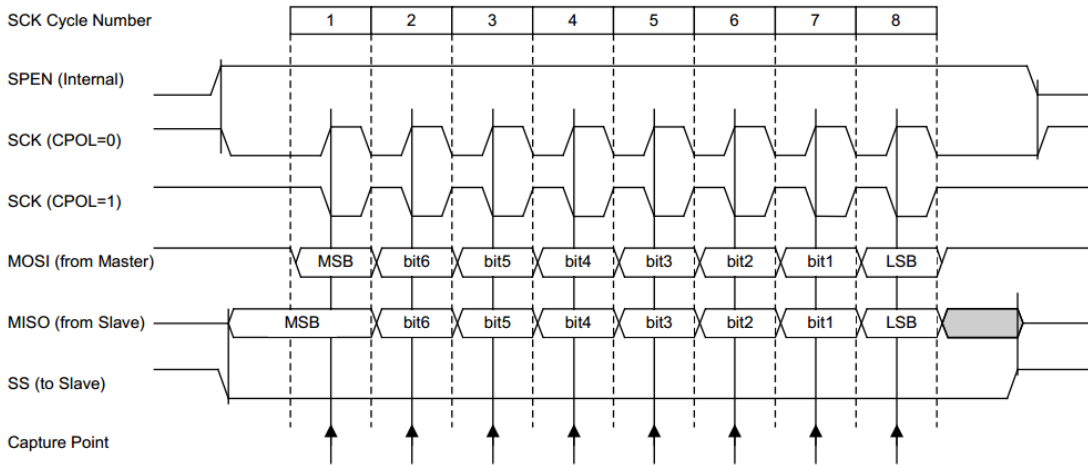 SCK Cycle Number 1 2 3 4 5 6 7 8
SPEN (Internal)
SCK (CPOL=0)
SCK (CPOL=1)
MOSI (from Master) MSB bit6 bit5 bit4 bit3 bit2 bit1 LSB
MISO (from Slave) MSB bit6 bit5 bit4 bit3 bit2 bit1 LSB
SS (to Slave)
Capture Point